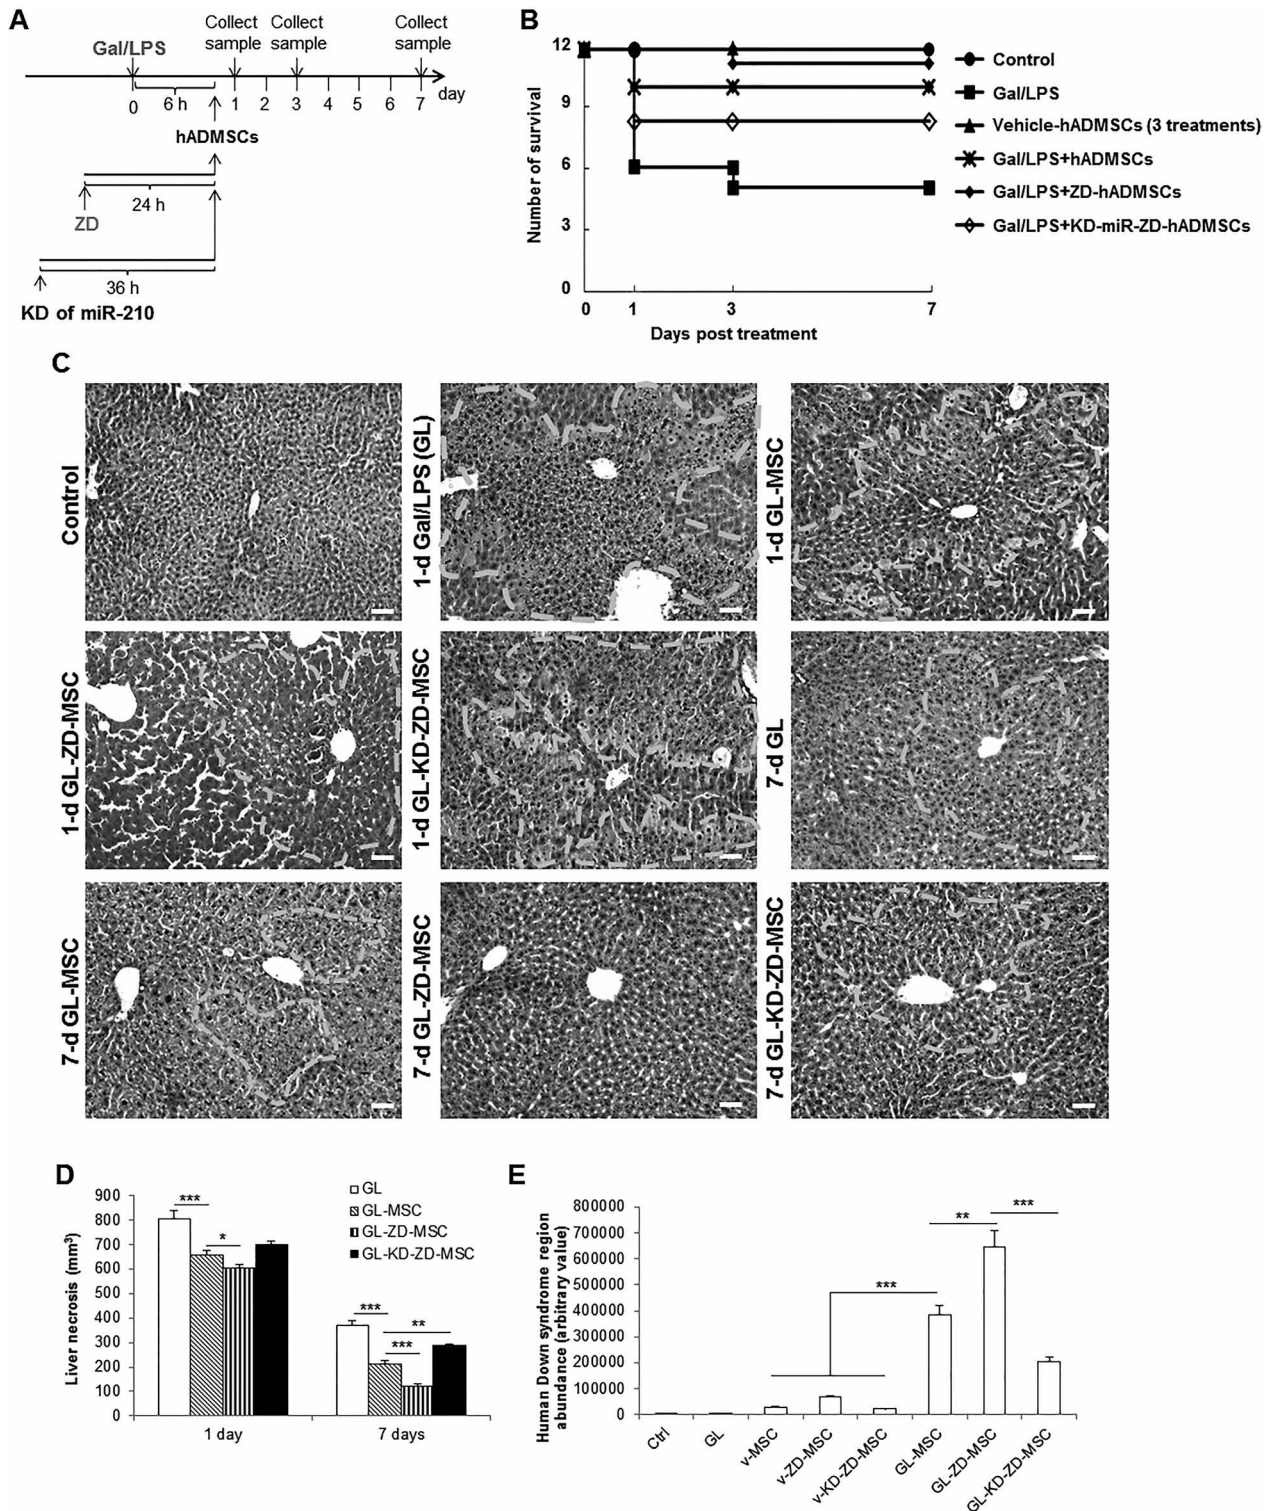 A
Gal/LPS
Collect sample
Collect sample
Collect sample
0
6 h
1
2
3
4
5
6
7
day
hADMSCs
24 h
ZD
36 h
KD of miR-210
B
Number of survival
12
9
6
3
0
0
1
3
7
Days post treatment
Control
Gal/LPS
Vehicle-hADMSCs (3 treatments)
Gal/LPS+hADMSCs
Gal/LPS+ZD-hADMSCs
Gal/LPS+KD-miR-ZD-hADMSCs
C
Control
1-d Gal/LPS (GL)
1-d GL-MSC
1-d GL-ZD-MSC
1-d GL-KD-ZD-MSC
7-d GL
7-d GL-MSC
7-d GL-ZD-MSC
7-d GL-KD-ZD-MSC
D
Liver necrosis (mm³)
900
800
700
600
500
400
300
200
100
0
***
*
***
***
**
GL
GL-MSC
GL-ZD-MSC
GL-KD-ZD-MSC
1 day
7 days
E
Human Down syndrome region
abundance (arbitrary value)
800000
700000
600000
500000
400000
300000
200000
100000
0
***
**
***
Ctrl
GL
v-MSC
v-ZD-MSC
v-KD-ZD-MSC
GL-MSC
GL-ZD-MSC
GL-KD-ZD-MSC